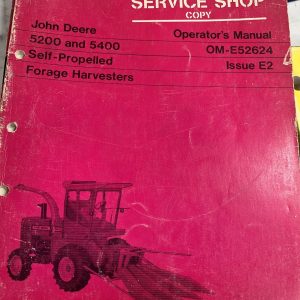 SERVICE SHOP
COPY
John Deere
5200 and 5400
Self-Propelled
Forage Harvesters
Operator's Manual
OM-E52624
Issue E2